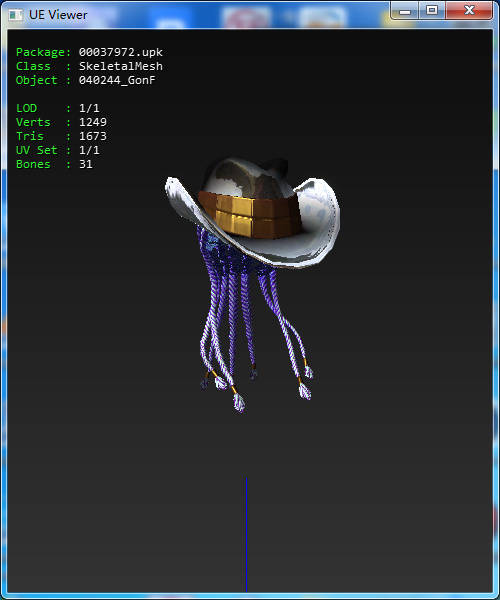 UE Viewer
Package: 00037972.upk
Class : SkeletalMesh
Object : 040244_GonF
LOD : 1/1
Verts : 1249
Tris : 1673
UV Set : 1/1
Bones : 31